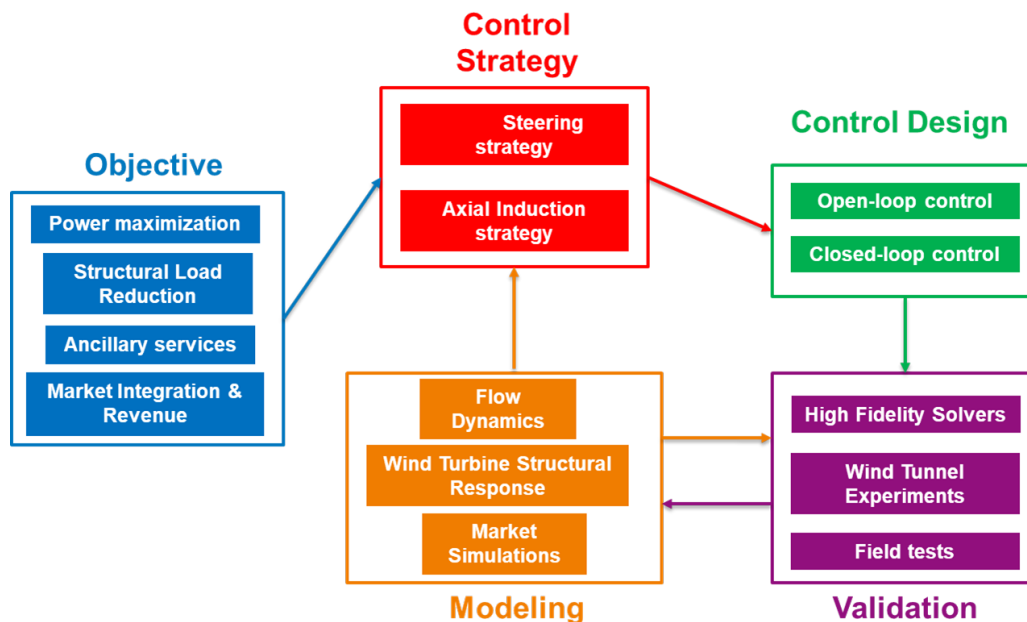 Control
Strategy
Steering
strategy
Axial Induction
strategy
Control Design
Open-loop control
Closed-loop control
Objective
Power maximization
Structural Load
Reduction
Ancillary services
Market Integration &
Revenue
Flow
Dynamics
Wind Turbine Structural
Response
Market
Simulations
Modeling
High Fidelity Solvers
Wind Tunnel
Experiments
Field tests
Validation